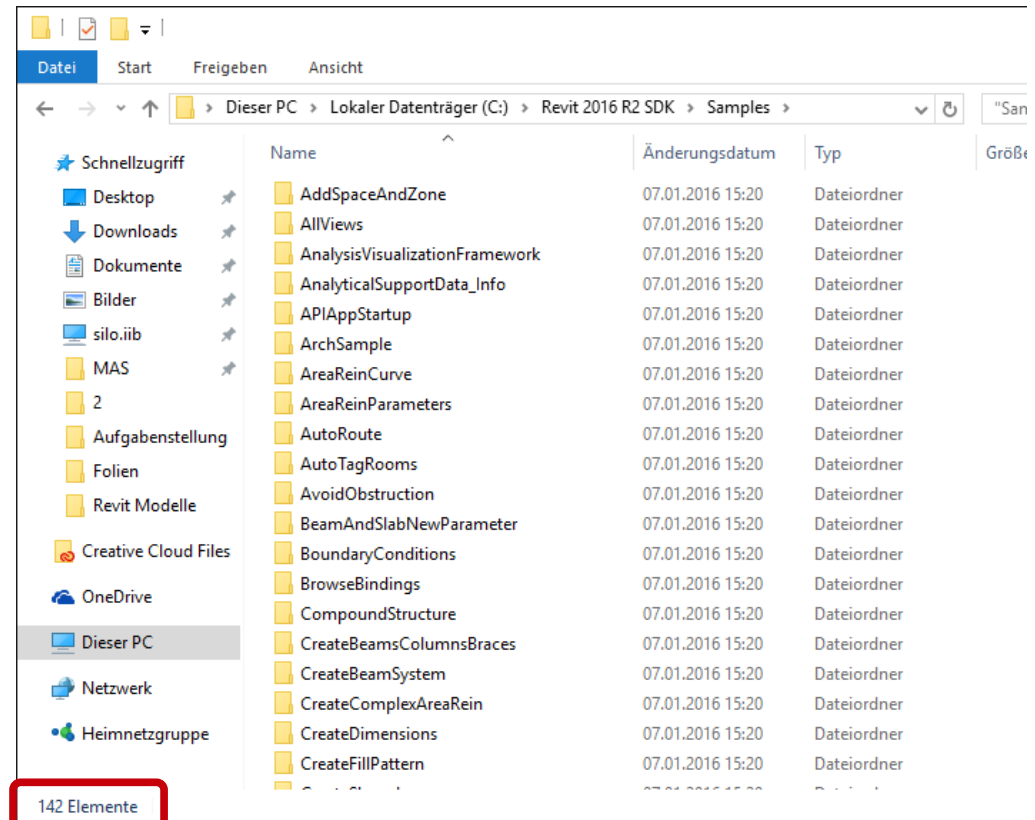 Datei Start Freigeben Ansicht
Dieser PC Lokaler Datenträger (C:) Revit 2016 R2 SDK Samples "San
Schnellzugriff
Desktop
Downloads
Dokumente
Bilder
silo.iib
MAS
2
Aufgabenstellung
Folien
Revit Modelle
Creative Cloud Files
OneDrive
Dieser PC
Netzwerk
Heimnetzgruppe
Name Änderungsdatum Typ Größe
AddSpaceAndZone 07.01.2016 15:20 Dateiordner
AllViews 07.01.2016 15:20 Dateiordner
AnalysisVisualizationFramework 07.01.2016 15:20 Dateiordner
AnalyticalSupportData_Info 07.01.2016 15:20 Dateiordner
APIAppStartup 07.01.2016 15:20 Dateiordner
ArchSample 07.01.2016 15:20 Dateiordner
AreaReinCurve 07.01.2016 15:20 Dateiordner
AreaReinParameters 07.01.2016 15:20 Dateiordner
AutoRoute 07.01.2016 15:20 Dateiordner
AutoTagRooms 07.01.2016 15:20 Dateiordner
AvoidObstruction 07.01.2016 15:20 Dateiordner
BeamAndSlabNewParameter 07.01.2016 15:20 Dateiordner
BoundaryConditions 07.01.2016 15:20 Dateiordner
BrowseBindings 07.01.2016 15:20 Dateiordner
CompoundStructure 07.01.2016 15:20 Dateiordner
CreateBeamsColumnsBraces 07.01.2016 15:20 Dateiordner
CreateBeamSystem 07.01.2016 15:20 Dateiordner
CreateComplexAreaRein 07.01.2016 15:20 Dateiordner
CreateDimensions 07.01.2016 15:20 Dateiordner
CreateFillPattern 07.01.2016 15:20 Dateiordner
142 Elemente